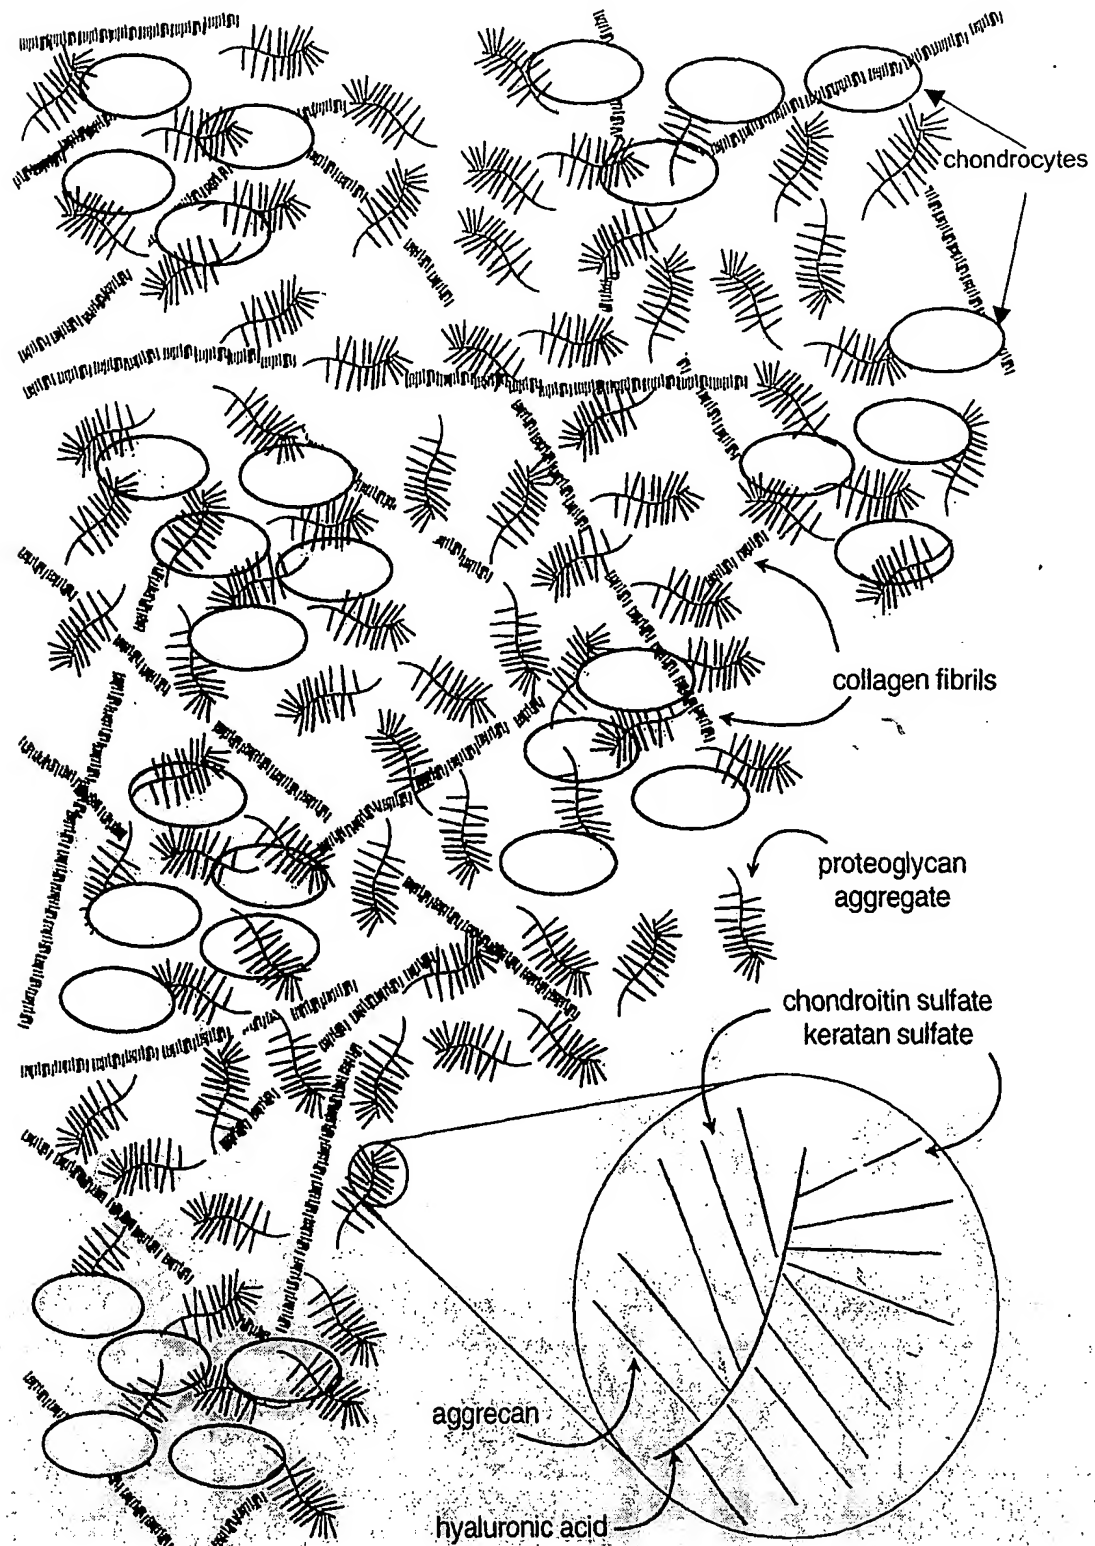 chondrocytes
collagen fibrils
proteoglycan
aggregate
chondroitin sulfate
keratan sulfate
aggrecan
hyaluronic acid